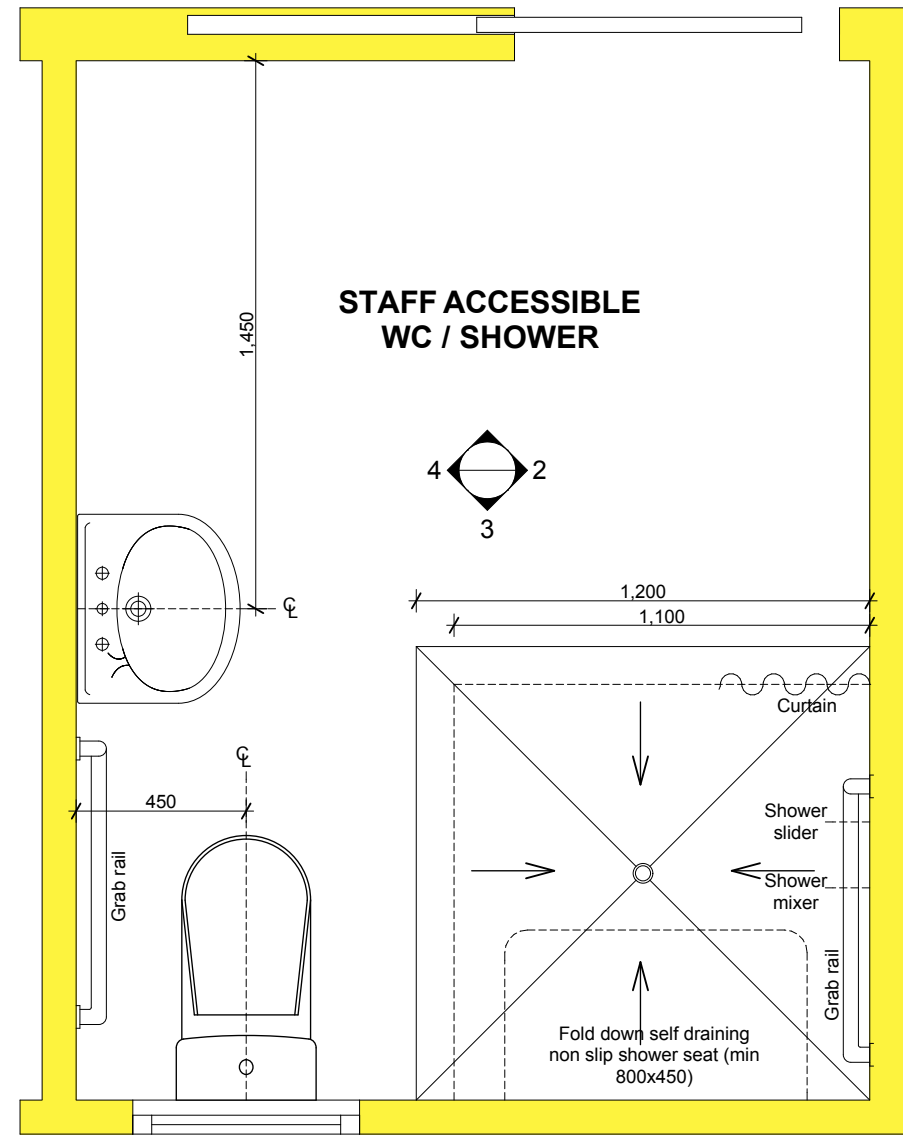 STAFF ACCESSIBLE
WC / SHOWER
1,450
4
2
3
1,200
1,100
CL
Curtain
CL
450
Grab rail
Shower
slider
Shower
mixer
Grab rail
Fold down self draining
non slip shower seat (min
800x450)